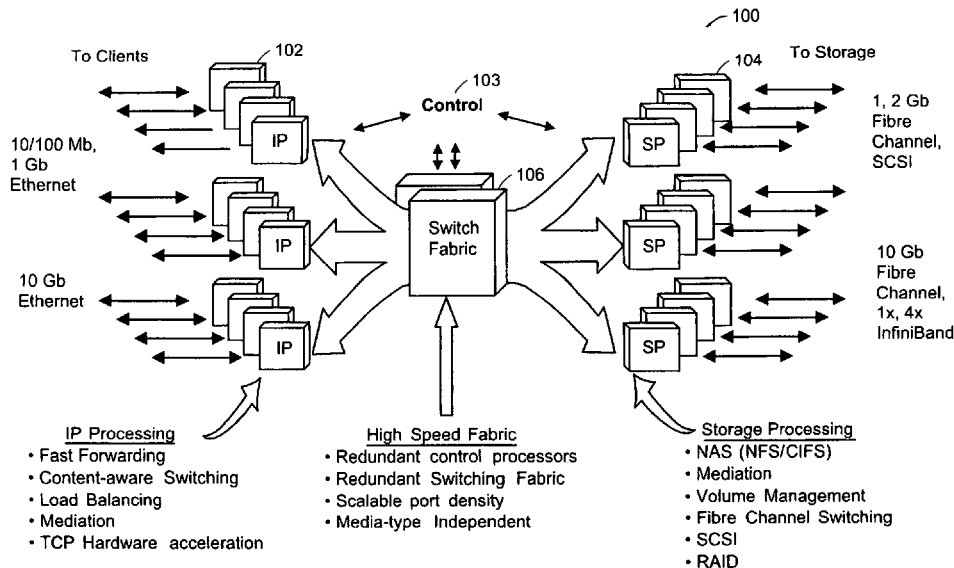 100
To Clients
102
103
Control
104
To Storage
10/100 Mb,
1 Gb
Ethernet
IP
SP
1, 2 Gb
Fibre
Channel,
SCSI
106
Switch
Fabric
IP
SP
10 Gb
Ethernet
10 Gb
Fibre
Channel,
1x, 4x
InfiniBand
IP
SP
IP Processing
• Fast Forwarding
• Content-aware Switching
• Load Balancing
• Mediation
• TCP Hardware acceleration
High Speed Fabric
• Redundant control processors
• Redundant Switching Fabric
• Scalable port density
• Media-type Independent
Storage Processing
• NAS (NFS/CIFS)
• Mediation
• Volume Management
• Fibre Channel Switching
• SCSI
• RAID